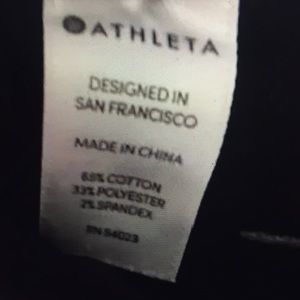 ATHLETA
DESIGNED IN
SAN FRANCISCO
MADE IN CHINA
65% COTTON
33% POLYESTER
2% SPANDEX
RN 54023